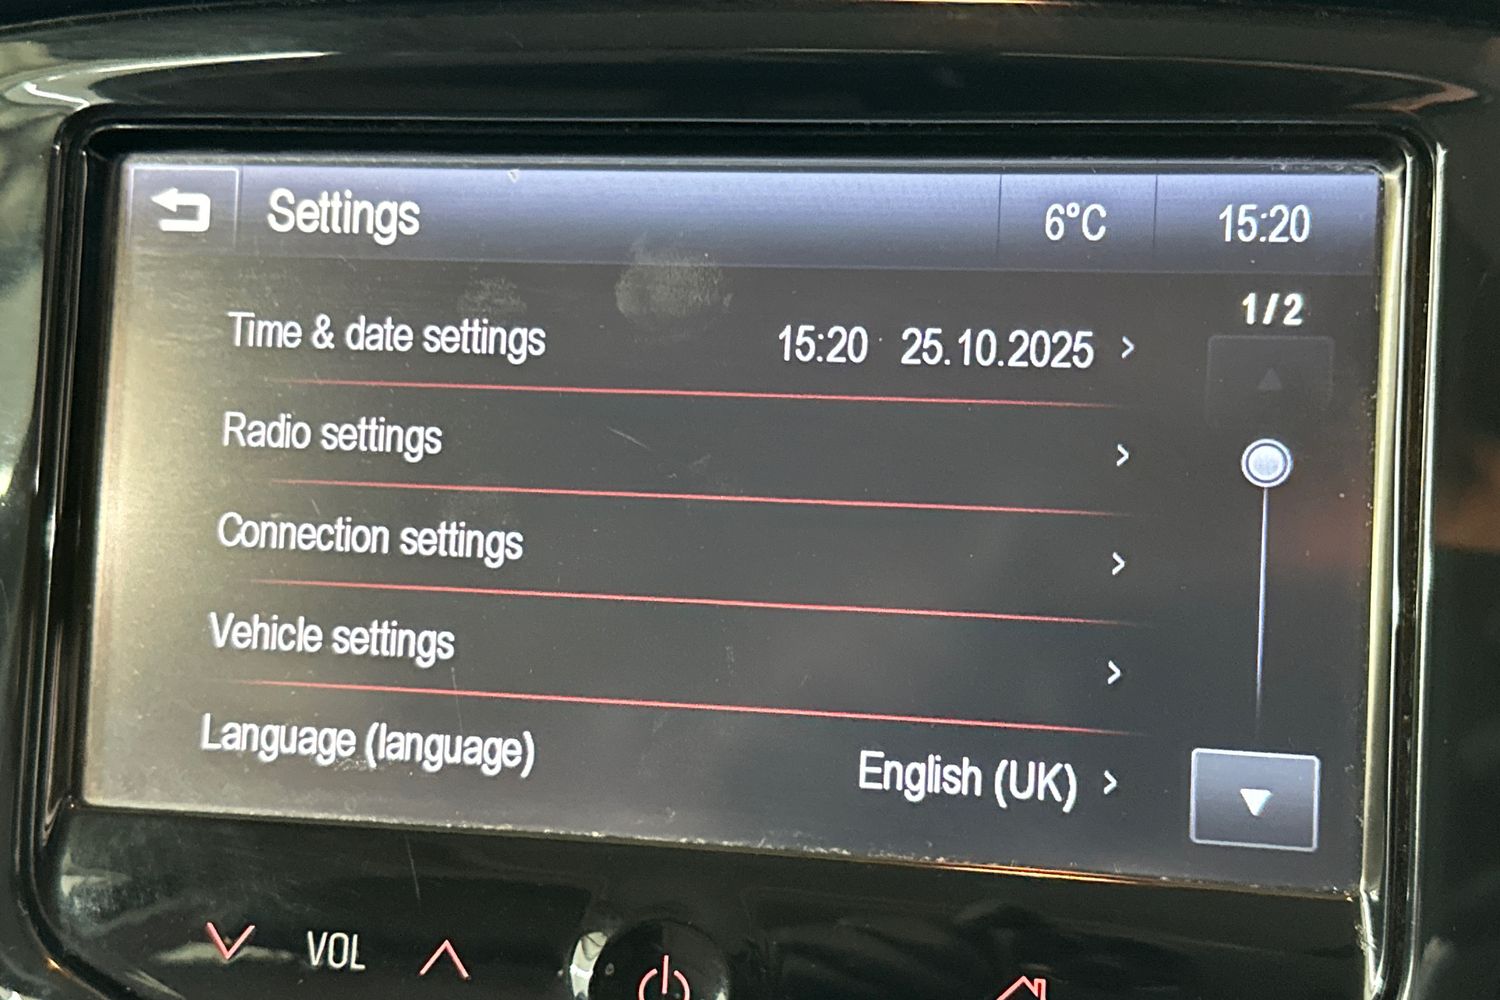 Settings 6°C 15:20
1/2
Time & date settings 15:20 25.10.2025 >
Radio settings >
Connection settings >
Vehicle settings >
Language (language) English (UK) >
VOL